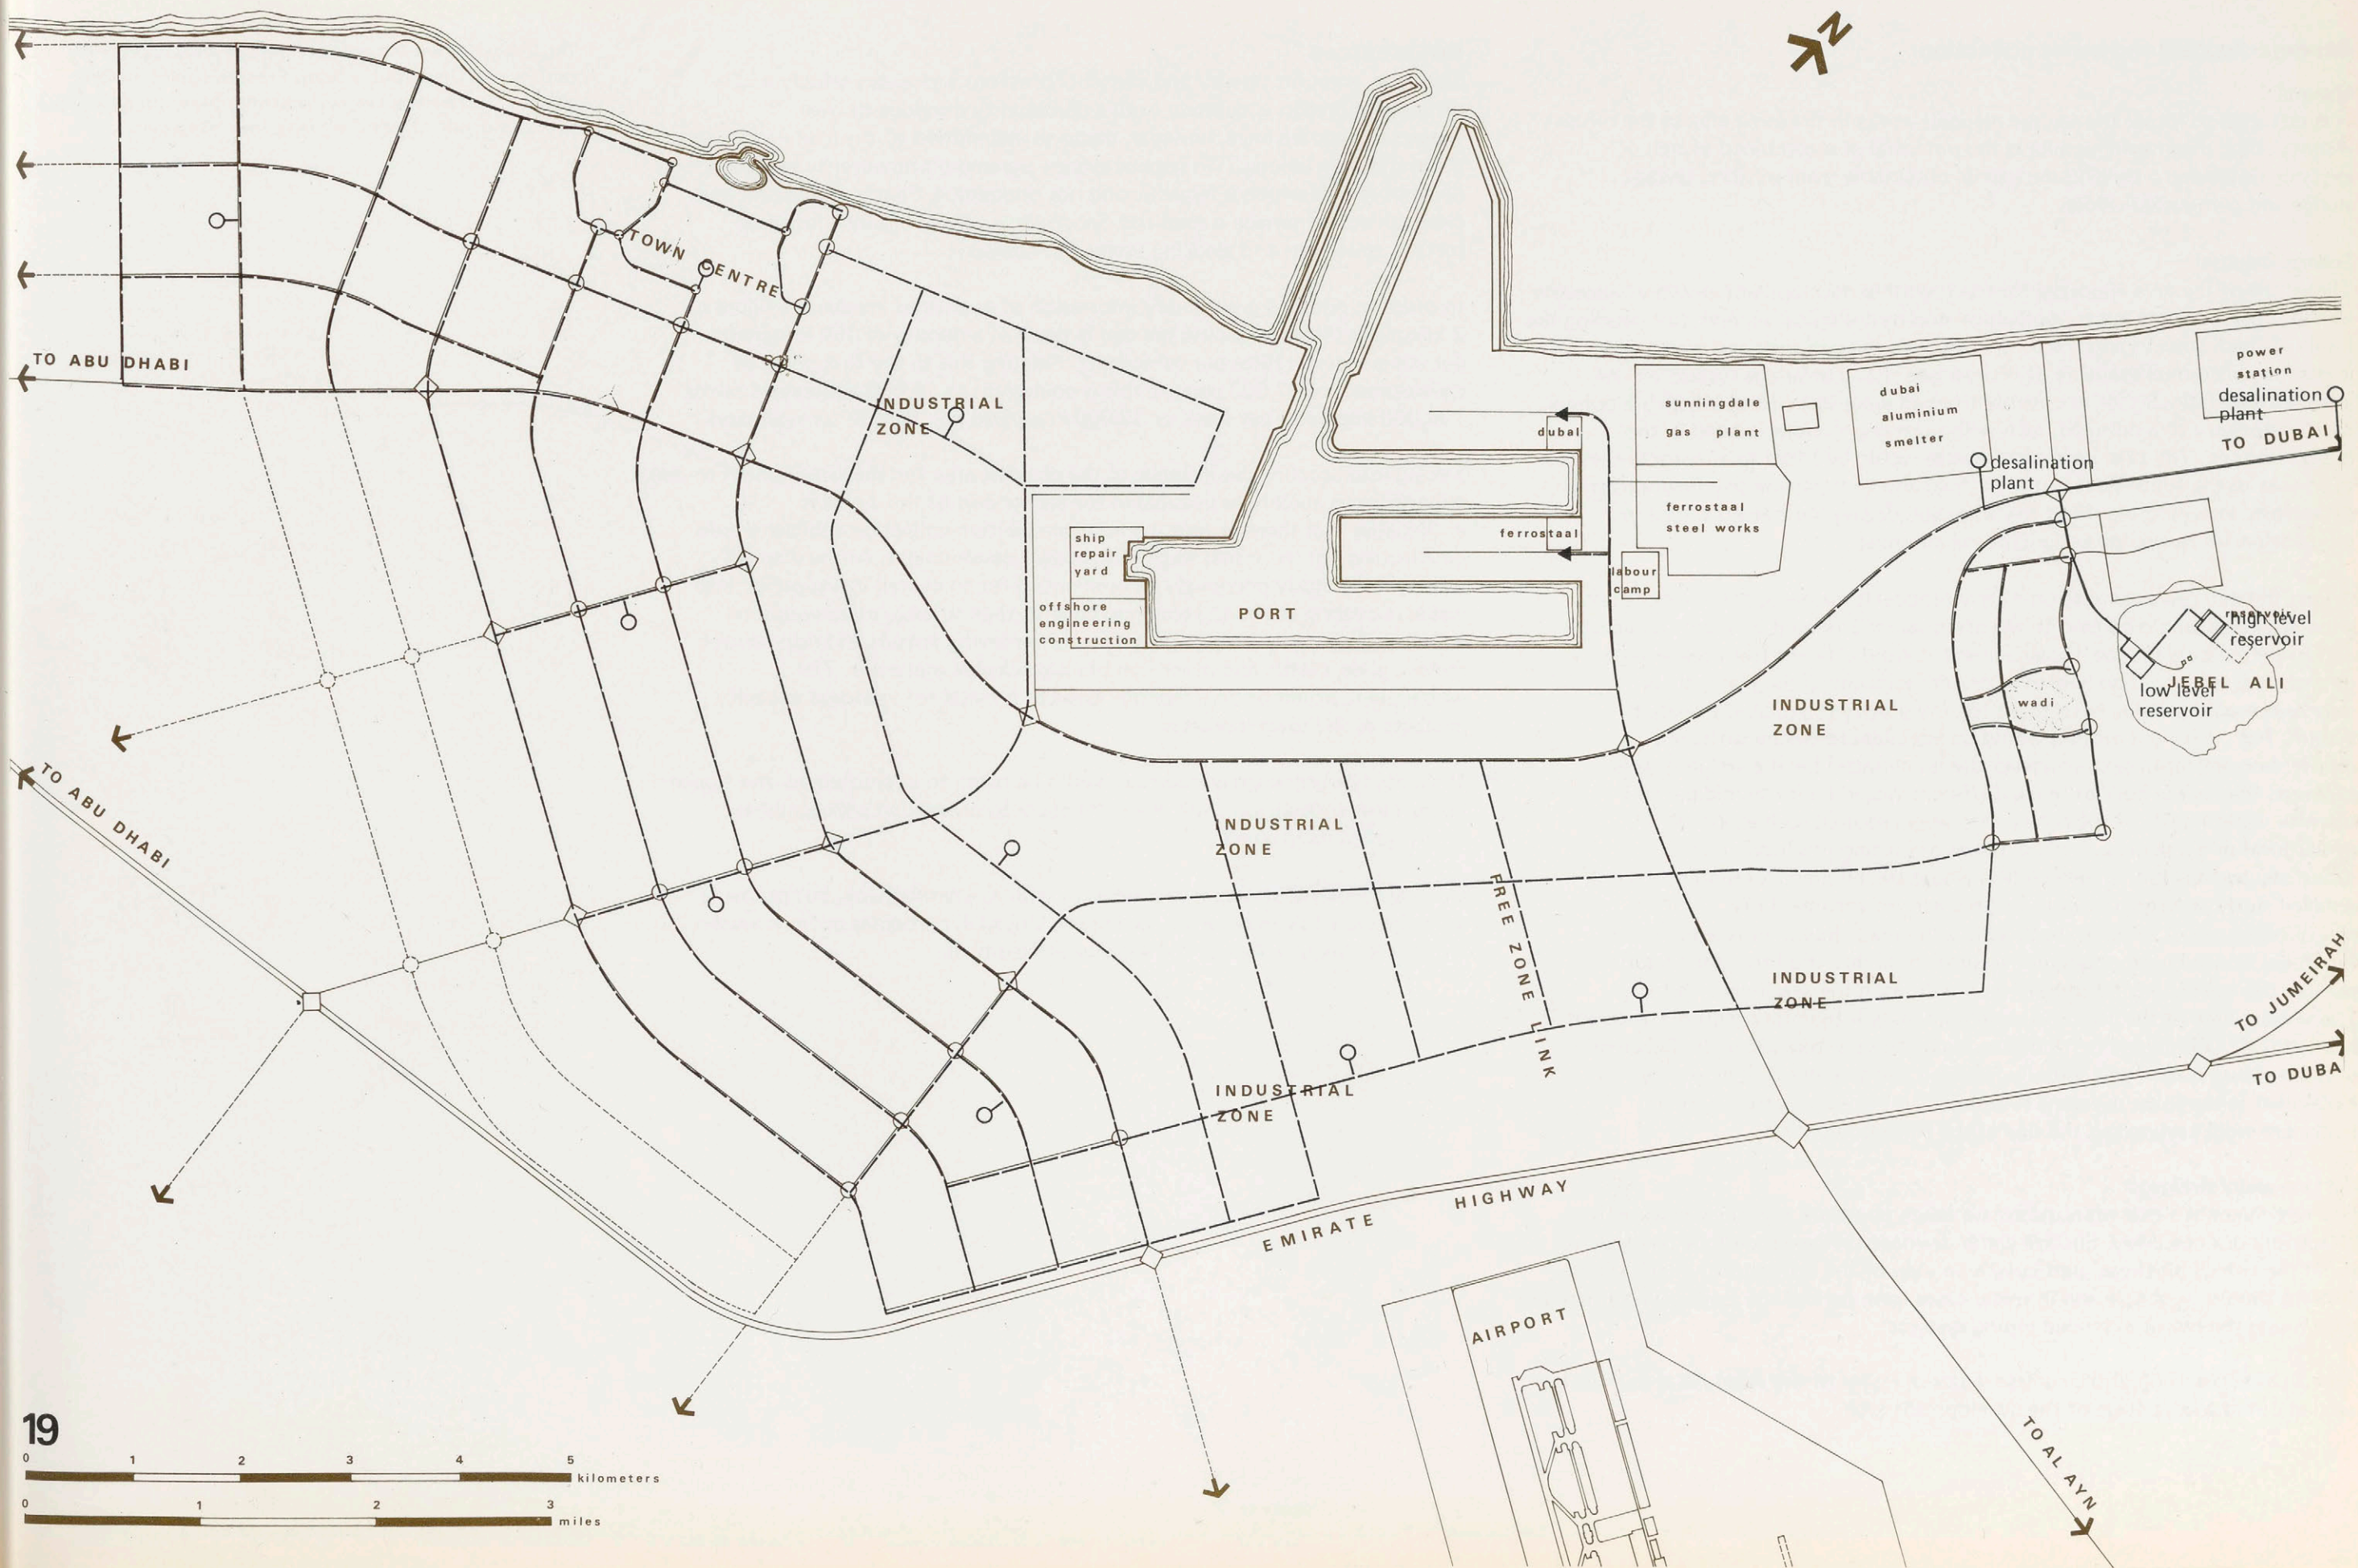 N
TOWN CENTRE
TO ABU DHABI
INDUSTRIAL
ZONE
dubal
sunningdale
gas plant
dubai
aluminium
smelter
power
station
desalination
plant
TO DUBAI
desalination
plant
ferrostaal
steel works
ferrostaal
labour
camp
ship
repair
yard
offshore
engineering
construction
PORT
reservoir
high level
reservoir
JEBEL ALI
low level
reservoir
wadi
INDUSTRIAL
ZONE
TO ABU DHABI
INDUSTRIAL
ZONE
FREE ZONE LINK
INDUSTRIAL
ZONE
TO JUMEIRAH
TO DUBA
INDUSTRIAL
ZONE
EMIRATE HIGHWAY
AIRPORT
TO AL AYN
19
0 1 2 3 4 5
kilometers
0 1 2 3
miles